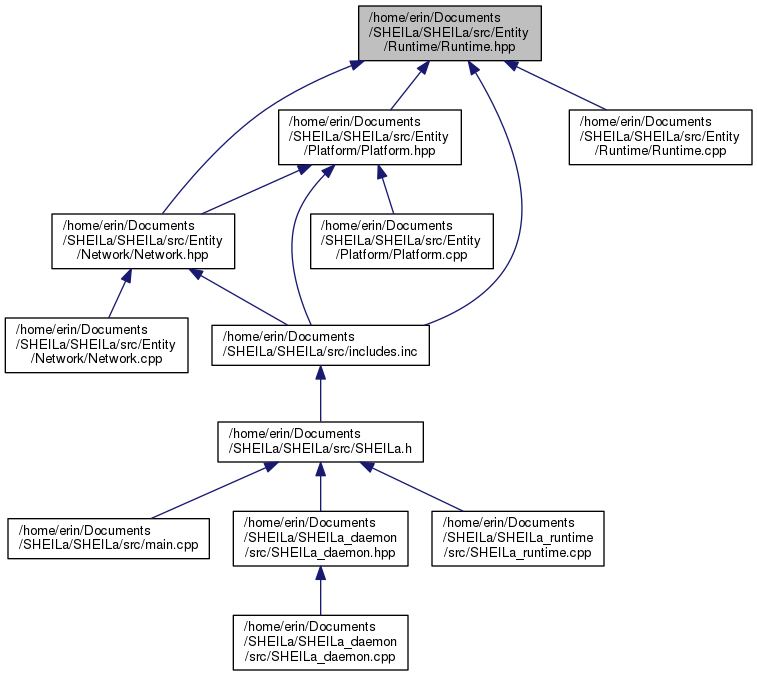 /home/erin/Documents
/SHEILa/SHEILa/src/Entity
/Runtime/Runtime.hpp
/home/erin/Documents
/SHEILa/SHEILa/src/Entity
/Platform/Platform.hpp
/home/erin/Documents
/SHEILa/SHEILa/src/Entity
/Runtime/Runtime.cpp
/home/erin/Documents
/SHEILa/SHEILa/src/Entity
/Network/Network.hpp
/home/erin/Documents
/SHEILa/SHEILa/src/Entity
/Platform/Platform.cpp
/home/erin/Documents
/SHEILa/SHEILa/src/Entity
/Network/Network.cpp
/home/erin/Documents
/SHEILa/SHEILa/src/includes.inc
/home/erin/Documents
/SHEILa/SHEILa/src/SHEILa.h
/home/erin/Documents
/SHEILa/SHEILa/src/main.cpp
/home/erin/Documents
/SHEILa/SHEILa_daemon
/src/SHEILa_daemon.hpp
/home/erin/Documents
/SHEILa/SHEILa_runtime
/src/SHEILa_runtime.cpp
/home/erin/Documents
/SHEILa/SHEILa_daemon
/src/SHEILa_daemon.cpp